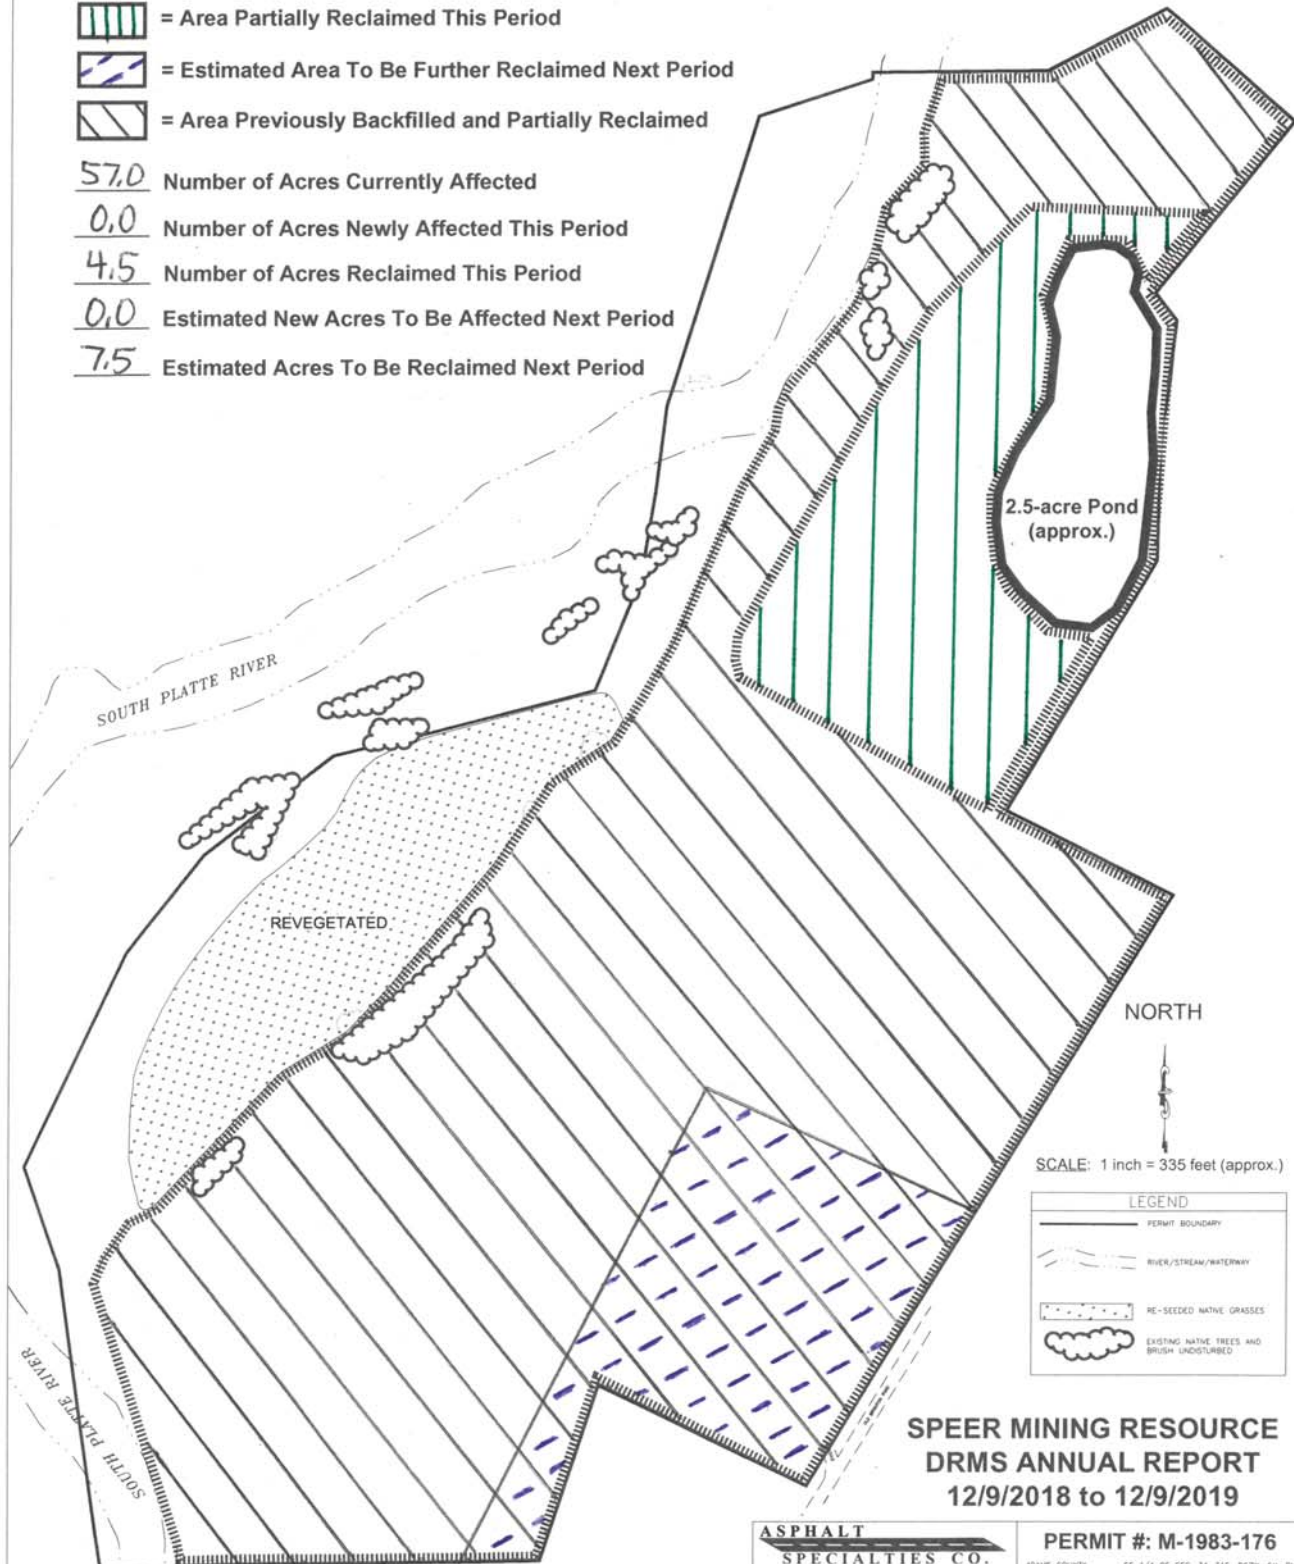 = Area Partially Reclaimed This Period
= Estimated Area To Be Further Reclaimed Next Period
= Area Previously Backfilled and Partially Reclaimed
57.0 Number of Acres Currently Affected
0.0 Number of Acres Newly Affected This Period
4.5 Number of Acres Reclaimed This Period
0.0 Estimated New Acres To Be Affected Next Period
7.5 Estimated Acres To Be Reclaimed Next Period
2.5-acre Pond
(approx.)
SOUTH PLATTE RIVER
REVEGETATED
NORTH
SCALE: 1 inch = 335 feet (approx.)
LEGEND
PERMIT BOUNDARY
RIVER/STREAM/WATERWAY
RE-SEEDED NATIVE GRASSES
EXISTING NATIVE TREES AND
BRUSH UNDISTURBED
SOUTH PLATTE RIVER
SPEER MINING RESOURCE
DRMS ANNUAL REPORT
12/9/2018 to 12/9/2019
ASPHALT
SPECIALTIES CO.
PERMIT #: M-1983-176